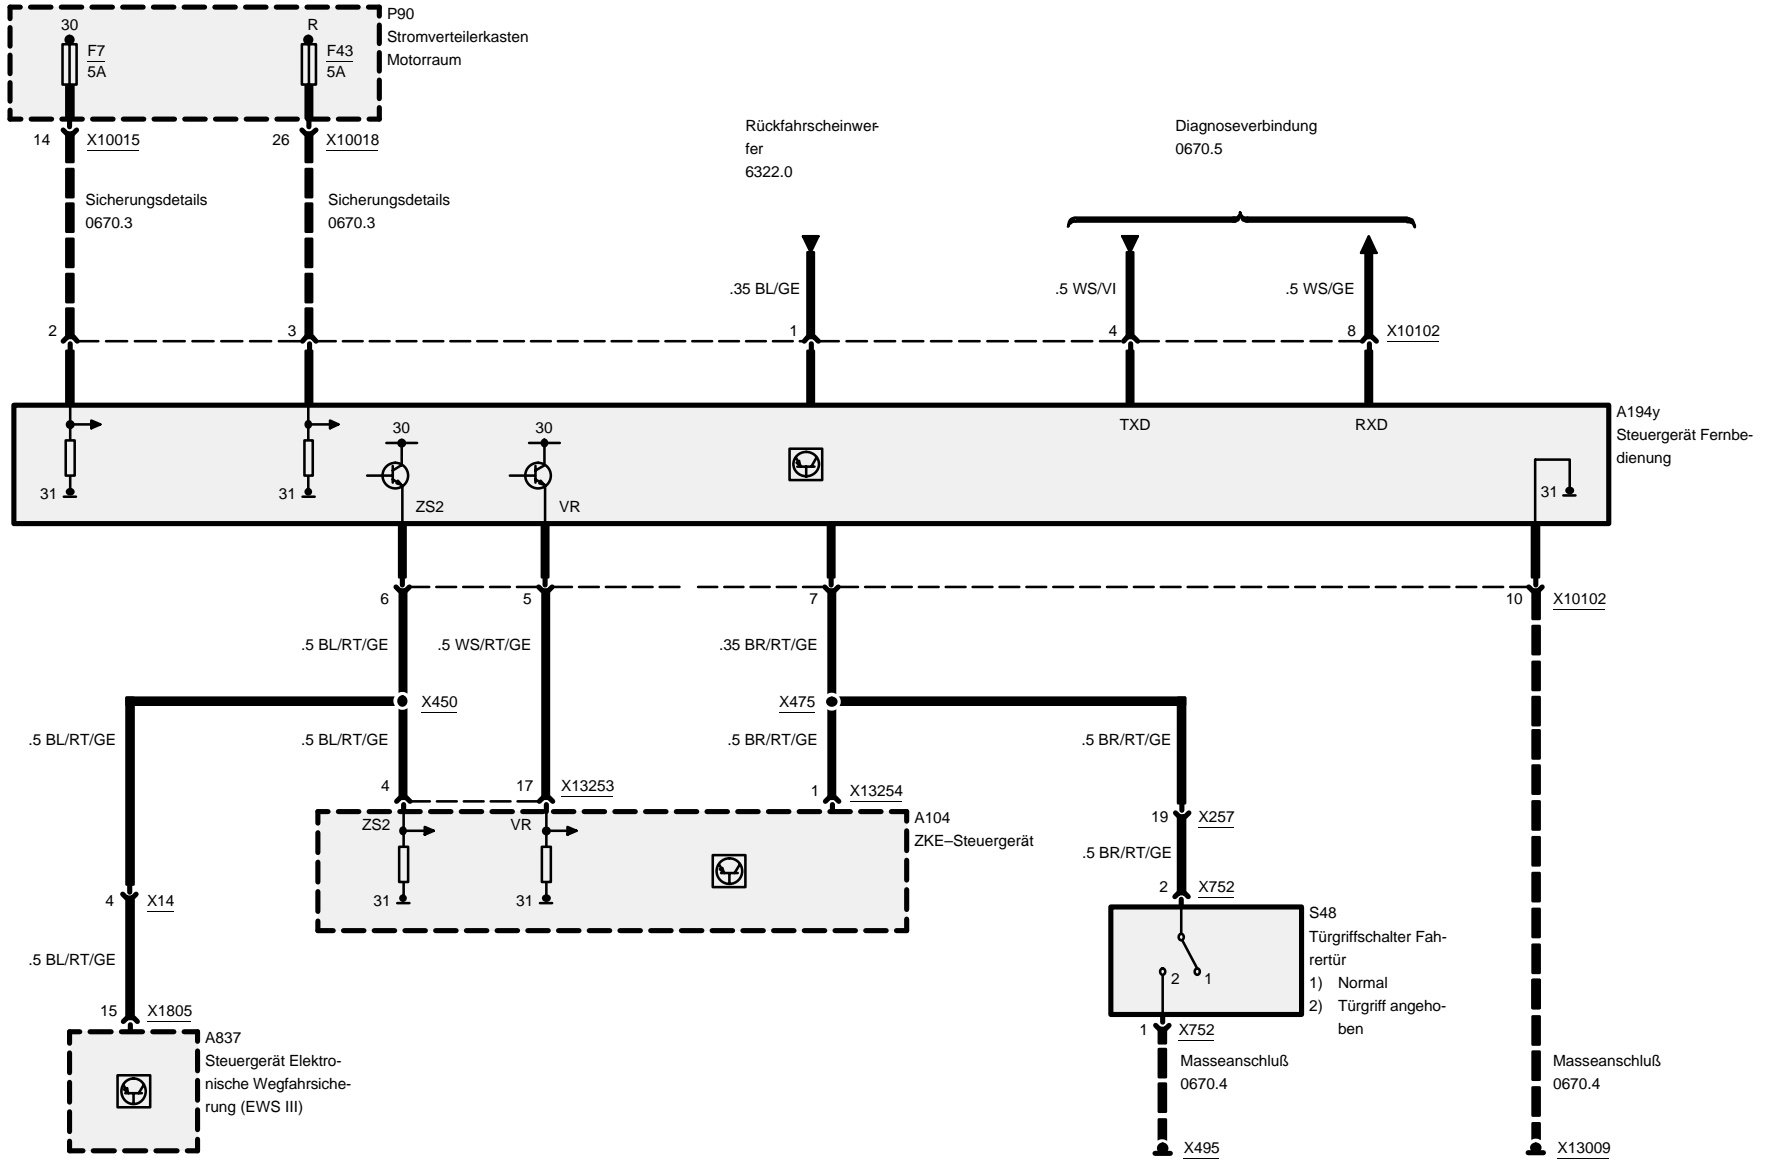 30
R
P90
Stromverteilerkasten
Motorraum
F7
5A
F43
5A
14
X10015
26
X10018
Rückfahrscheinwer-
fer
6322.0
Diagnoseverbindung
0670.5
Sicherungsdetails
0670.3
Sicherungsdetails
0670.3
.35 BL/GE
.5 WS/VI
.5 WS/GE
2
3
1
4
8
X10102
A194y
Steuergerät Fernbe-
dienung
TXD
RXD
30
30
31
31
31
ZS2
VR
6
5
7
10
X10102
.5 BL/RT/GE
.5 WS/RT/GE
.35 BR/RT/GE
X450
X475
.5 BL/RT/GE
.5 BL/RT/GE
.5 BR/RT/GE
.5 BR/RT/GE
4
17
X13253
1
X13254
A104
ZKE–Steuergerät
ZS2
VR
31
31
19
X257
.5 BR/RT/GE
2
X752
4
X14
S48
Türgriffschalter Fah-
rertür
1) Normal
2) Türgriff angeho-
ben
2
1
.5 BL/RT/GE
15
X1805
1
X752
A837
Steuergerät Elektro-
nische Wegfahrsiche-
rung (EWS III)
Masseanschluß
0670.4
Masseanschluß
0670.4
X495
X13009